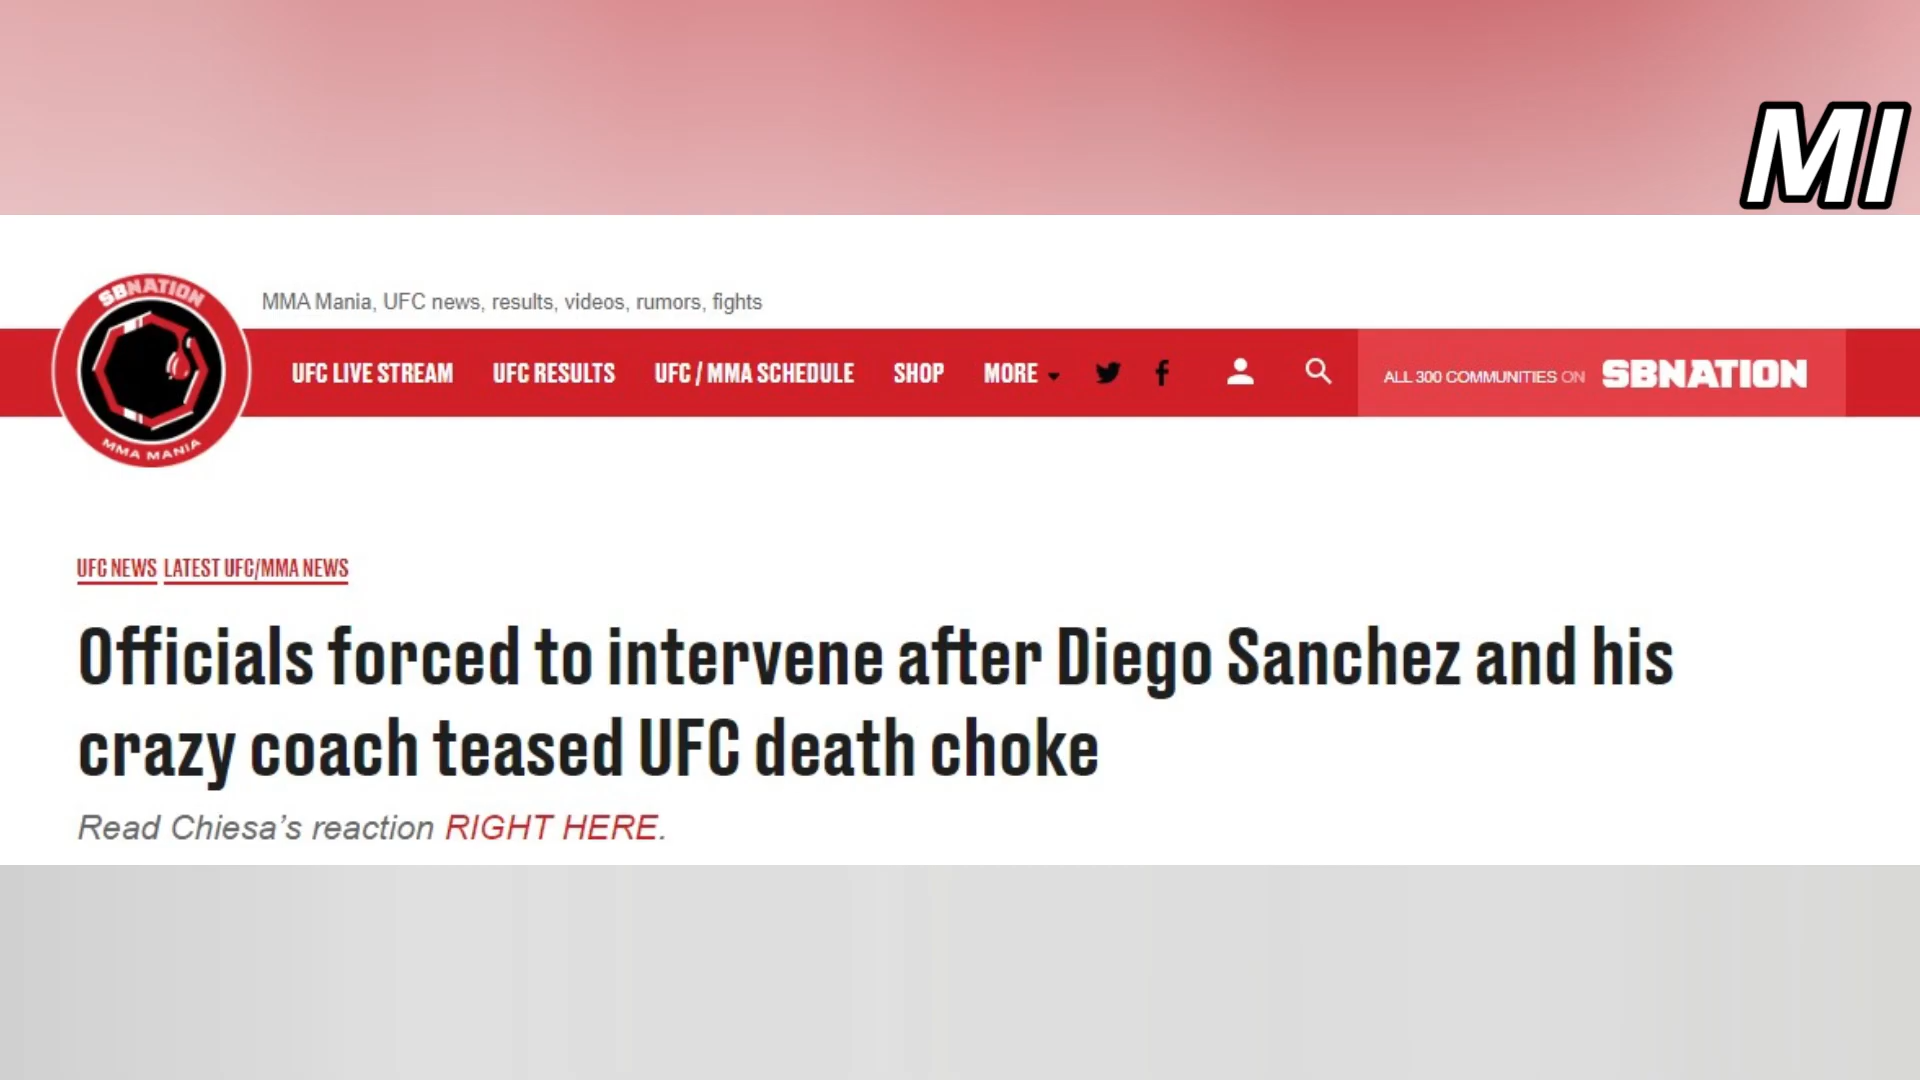 MI
SBNATION
MMA MANIA
MMA Mania, UFC news, results, videos, rumors, fights
UFC LIVE STREAM UFC RESULTS UFC / MMA SCHEDULE SHOP MORE ALL 300 COMMUNITIES ON SBNATION
UFC NEWS LATEST UFC/MMA NEWS
Officials forced to intervene after Diego Sanchez and his
crazy coach teased UFC death choke
Read Chiesa’s reaction RIGHT HERE.